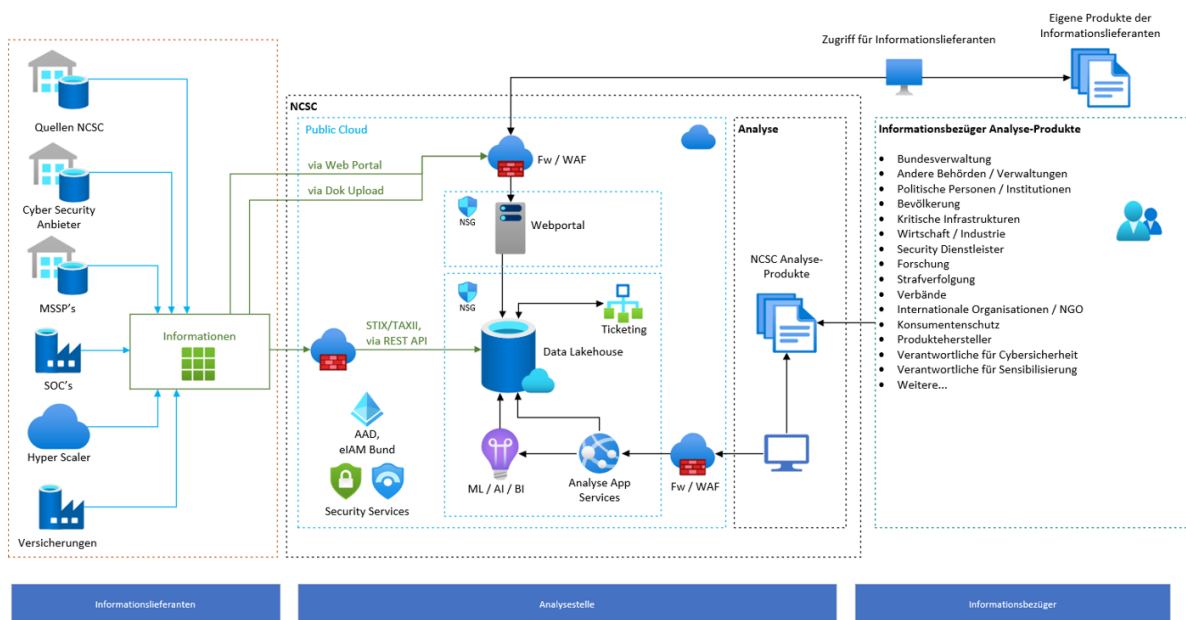 Eigene Produkte der
Informationslieferanten
Zugriff für Informationslieferanten
Quellen NCSC
Cyber Security
Anbieter
MSSP's
SOC's
Hyper Scaler
Versicherungen
Informationen
NCSC
Public Cloud
via Web Portal
via Dok Upload
Fw / WAF
NSG
Webportal
NSG
STIX/TAXII,
via REST API
Data Lakehouse
Ticketing
AAD,
eIAM Bund
Security Services
ML / AI / BI
Analyse App
Services
Fw / WAF
Analyse
NCSC Analyse-
Produkte
Informationsbezüger Analyse-Produkte
• Bundesverwaltung
• Andere Behörden / Verwaltungen
• Politische Personen / Institutionen
• Bevölkerung
• Kritische Infrastrukturen
• Wirtschaft / Industrie
• Security Dienstleister
• Forschung
• Strafverfolgung
• Verbände
• Internationale Organisationen / NGO
• Konsumentenschutz
• Produktehersteller
• Verantwortliche für Cybersicherheit
• Verantwortliche für Sensibilisierung
• Weitere...
Informationslieferanten
Analysestelle
Informationsbezüger